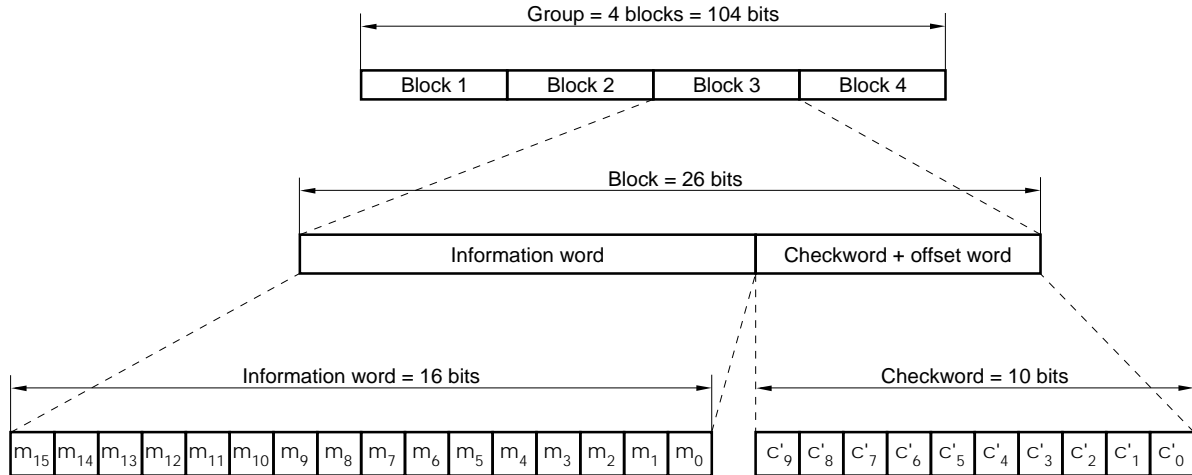 Group = 4 blocks = 104 bits
Block 1 Block 2 Block 3 Block 4
Block = 26 bits
Information word Checkword + offset word
Information word = 16 bits Checkword = 10 bits
m₁₅ m₁₄ m₁₃ m₁₂ m₁₁ m₁₀ m₉ m₈ m₇ m₆ m₅ m₄ m₃ m₂ m₁ m₀ c'₉ c'₈ c'₇ c'₆ c'₅ c'₄ c'₃ c'₂ c'₁ c'₀